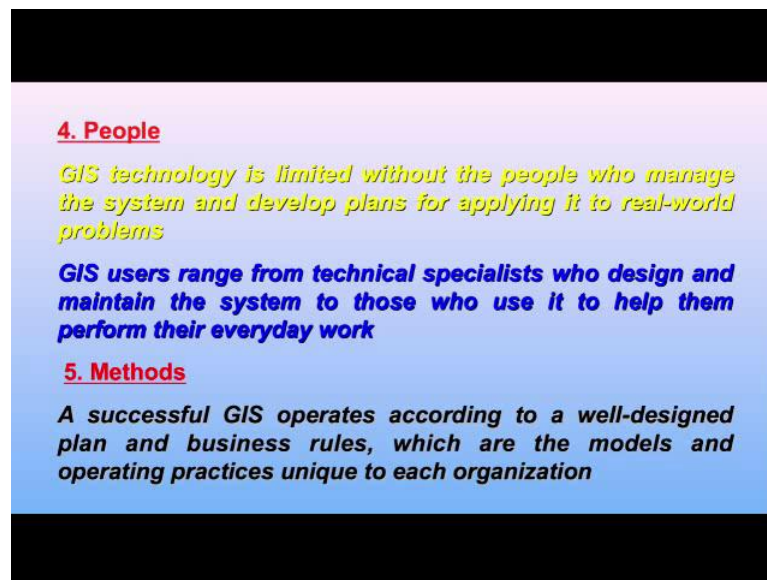 4. People
GIS technology is limited without the people who manage
the system and develop plans for applying it to real-world
problems
GIS users range from technical specialists who design and
maintain the system to those who use it to help them
perform their everyday work
5. Methods
A successful GIS operates according to a well-designed
plan and business rules, which are the models and
operating practices unique to each organization